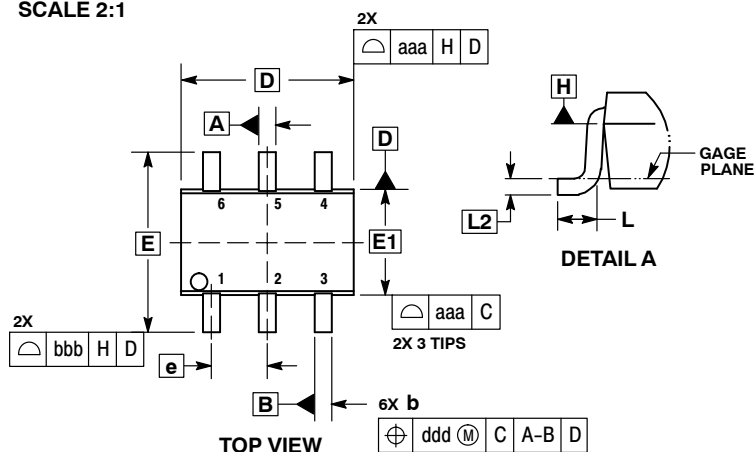 SCALE 2:1
2X
⌓ aaa H D
D
A
D
H
GAGE
PLANE
L2
L
DETAIL A
6 5 4
E
E1
1 2 3
⌓ aaa C
2X 3 TIPS
2X
⌓ bbb H D
e
B
6X b
⌖ ddd Ⓜ C A–B D
TOP VIEW